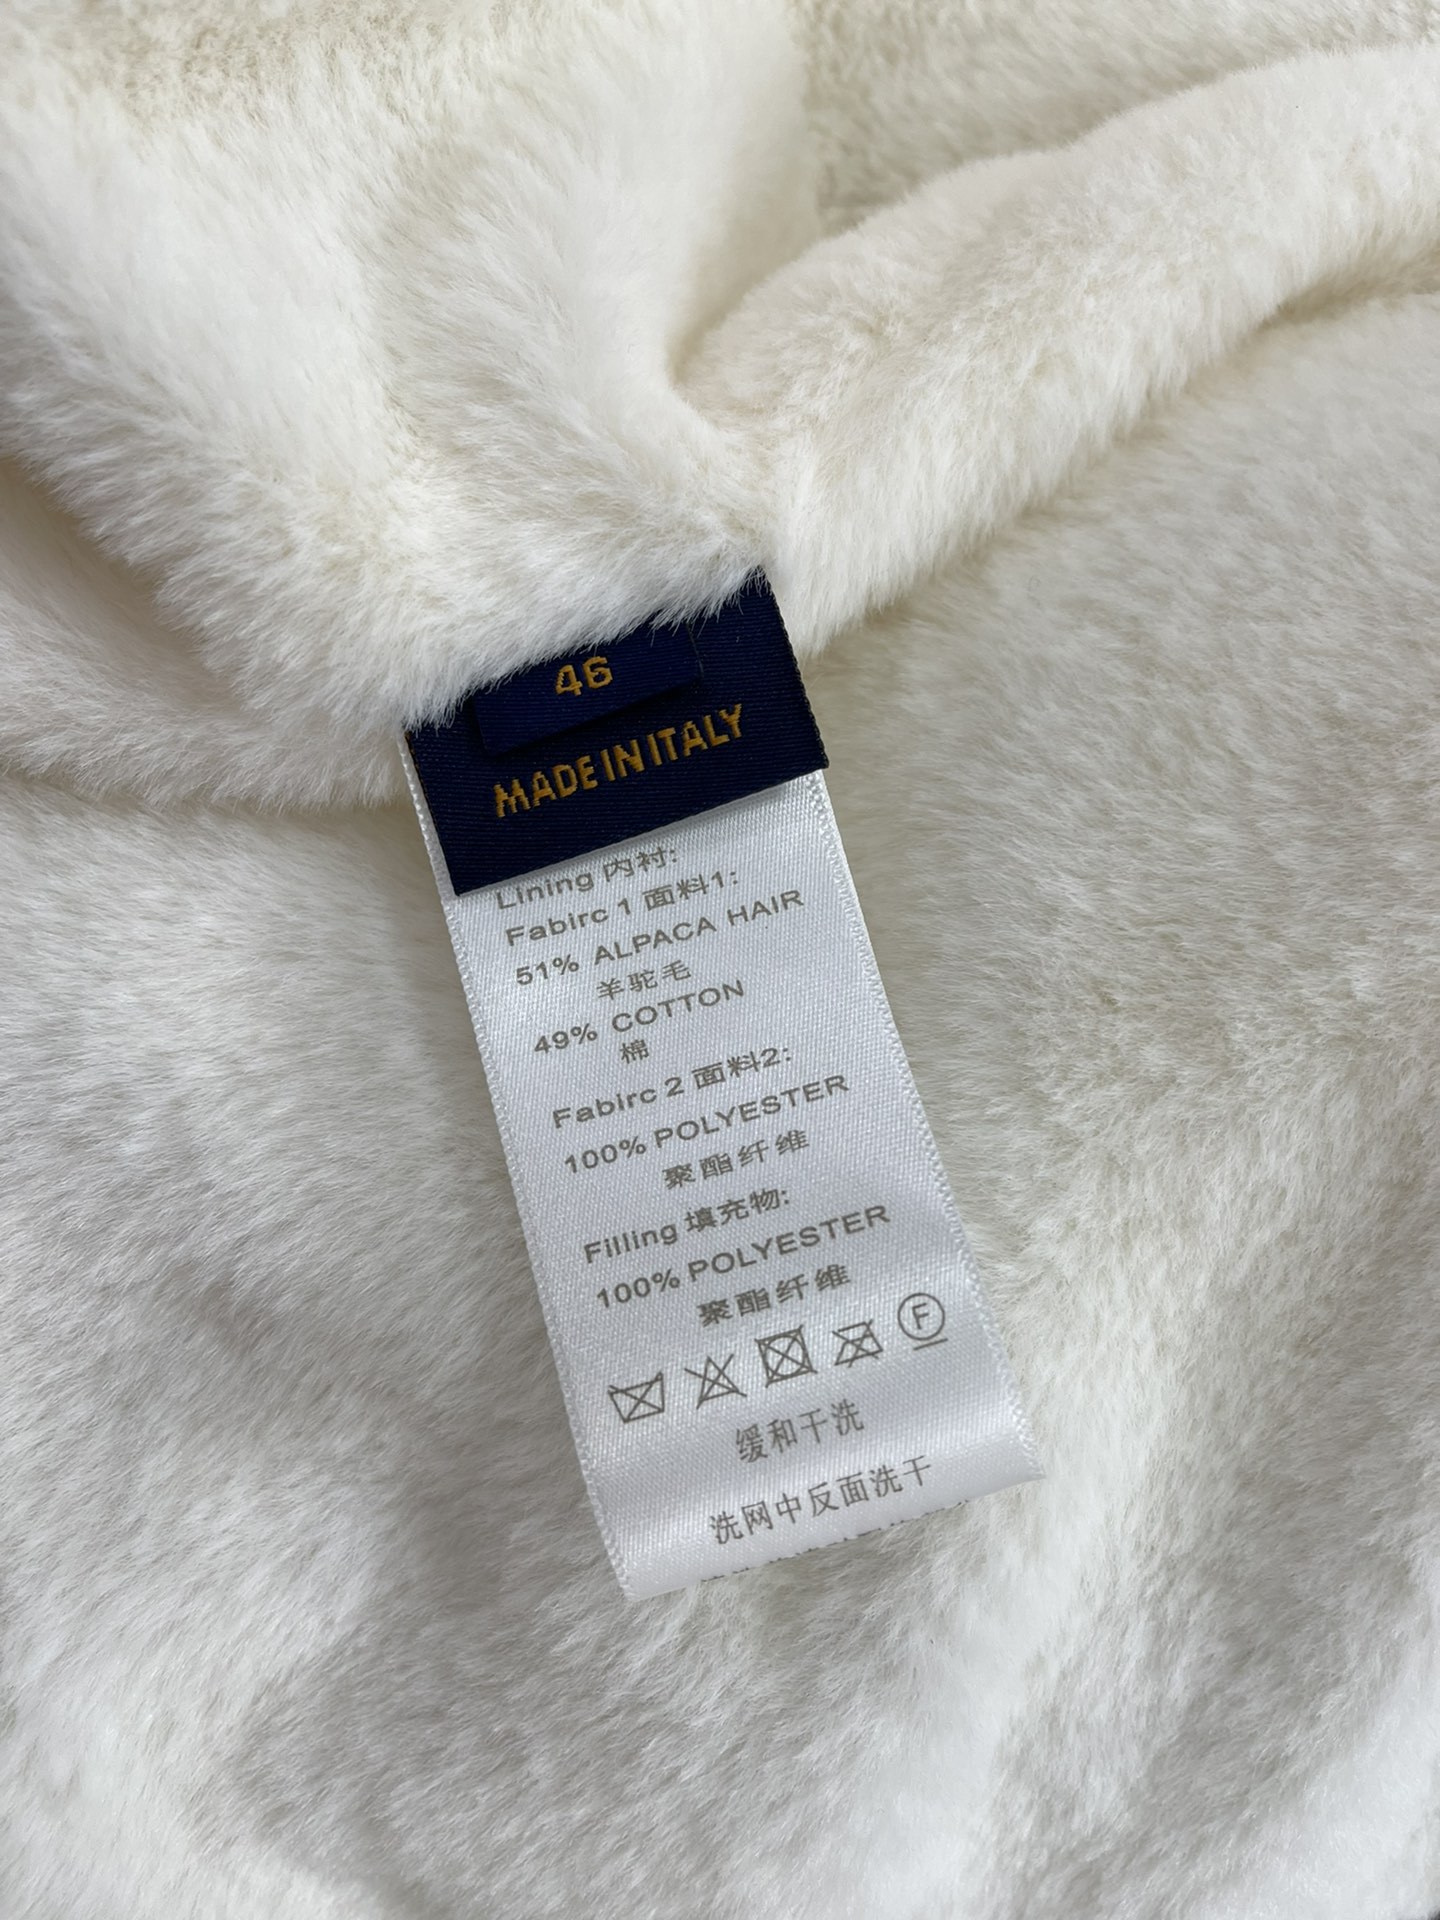 46
MADE IN ITALY
Lining 内衬:
Fabirc 1 面料1:
51% ALPACA HAIR
羊驼毛
49% COTTON
棉
Fabirc 2 面料2:
100% POLYESTER
聚酯纤维
Filling 填充物:
100% POLYESTER
聚酯纤维
F
缓和干洗
洗网中反面洗干